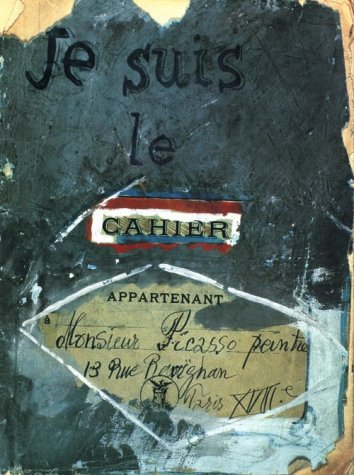 Je suis
le
CAHIER
APPARTENANT
à Monsieur Picasso peintre
13 Rue Ravignan
Paris XVIIIe